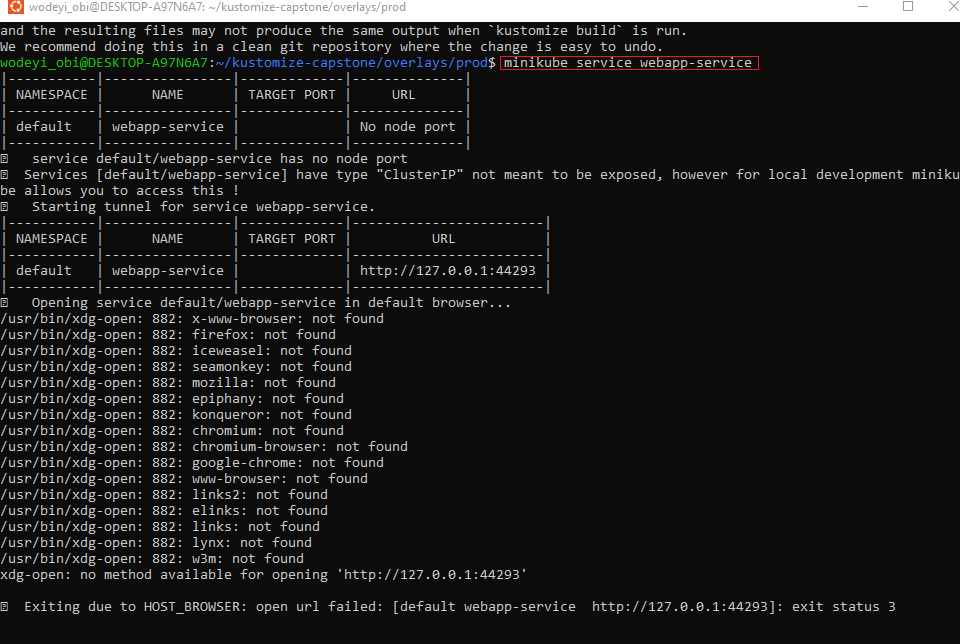 wodeyi_obi@DESKTOP-A97N6A7: ~/kustomize-capstone/overlays/prod
and the resulting files may not produce the same output when `kustomize build` is run.
We recommend doing this in a clean git repository where the change is easy to undo.
wodeyi_obi@DESKTOP-A97N6A7:~/kustomize-capstone/overlays/prod$ minikube service webapp-service
|-----------|----------------|-------------|--------------|
| NAMESPACE |      NAME      | TARGET PORT |     URL      |
|-----------|----------------|-------------|--------------|
| default   | webapp-service |             | No node port |
|-----------|----------------|-------------|--------------|
service default/webapp-service has no node port
Services [default/webapp-service] have type "ClusterIP" not meant to be exposed, however for local development miniku
be allows you to access this !
Starting tunnel for service webapp-service.
|-----------|----------------|-------------|------------------------|
| NAMESPACE |      NAME      | TARGET PORT |          URL           |
|-----------|----------------|-------------|------------------------|
| default   | webapp-service |             | http://127.0.0.1:44293 |
|-----------|----------------|-------------|------------------------|
Opening service default/webapp-service in default browser...
/usr/bin/xdg-open: 882: x-www-browser: not found
/usr/bin/xdg-open: 882: firefox: not found
/usr/bin/xdg-open: 882: iceweasel: not found
/usr/bin/xdg-open: 882: seamonkey: not found
/usr/bin/xdg-open: 882: mozilla: not found
/usr/bin/xdg-open: 882: epiphany: not found
/usr/bin/xdg-open: 882: konqueror: not found
/usr/bin/xdg-open: 882: chromium: not found
/usr/bin/xdg-open: 882: chromium-browser: not found
/usr/bin/xdg-open: 882: google-chrome: not found
/usr/bin/xdg-open: 882: www-browser: not found
/usr/bin/xdg-open: 882: links2: not found
/usr/bin/xdg-open: 882: elinks: not found
/usr/bin/xdg-open: 882: links: not found
/usr/bin/xdg-open: 882: lynx: not found
/usr/bin/xdg-open: 882: w3m: not found
xdg-open: no method available for opening 'http://127.0.0.1:44293'
Exiting due to HOST_BROWSER: open url failed: [default webapp-service  http://127.0.0.1:44293]: exit status 3